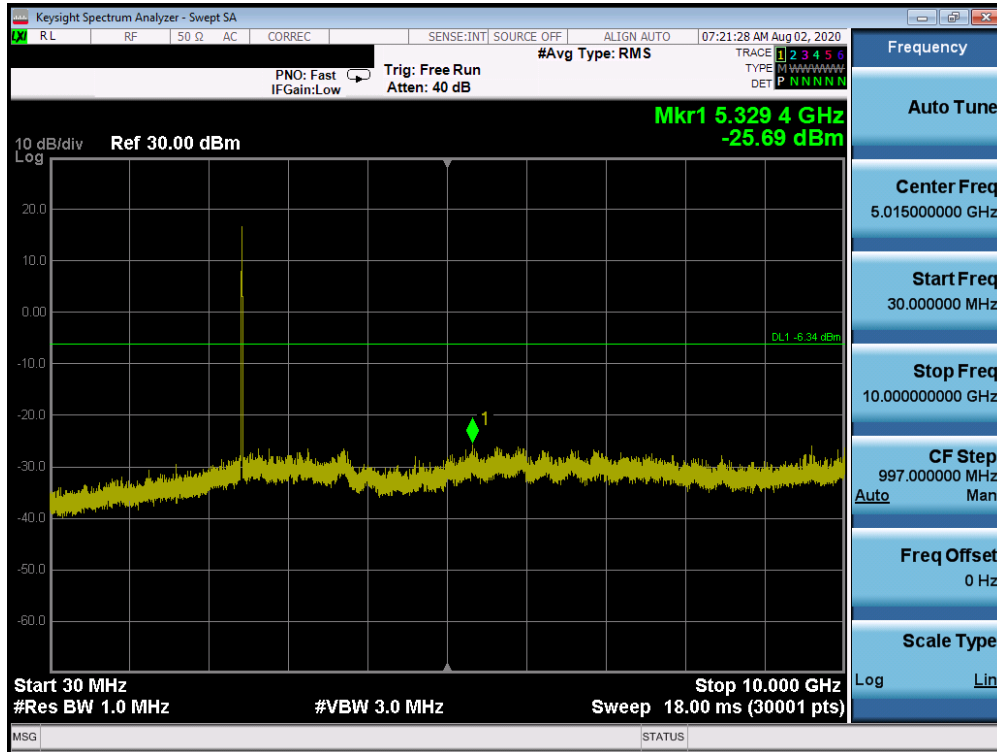 Keysight Spectrum Analyzer - Swept SA
LXI RL RF 50 Ω AC CORREC SENSE:INT SOURCE OFF ALIGN AUTO 07:21:28 AM Aug 02, 2020
#Avg Type: RMS TRACE 1 2 3 4 5 6
PNO: Fast Trig: Free Run TYPE M W W W W W
IFGain:Low Atten: 40 dB DET P N N N N N
Mkr1 5.329 4 GHz
-25.69 dBm
10 dB/div Ref 30.00 dBm
Log
20.0
10.0
0.00
DL1 -6.34 dBm
-10.0
-20.0
1
-30.0
-40.0
-50.0
-60.0
Start 30 MHz Stop 10.000 GHz
#Res BW 1.0 MHz #VBW 3.0 MHz Sweep 18.00 ms (30001 pts)
MSG STATUS
Frequency
Auto Tune
Center Freq
5.015000000 GHz
Start Freq
30.000000 MHz
Stop Freq
10.000000000 GHz
CF Step
997.000000 MHz
Auto Man
Freq Offset
0 Hz
Scale Type
Log Lin